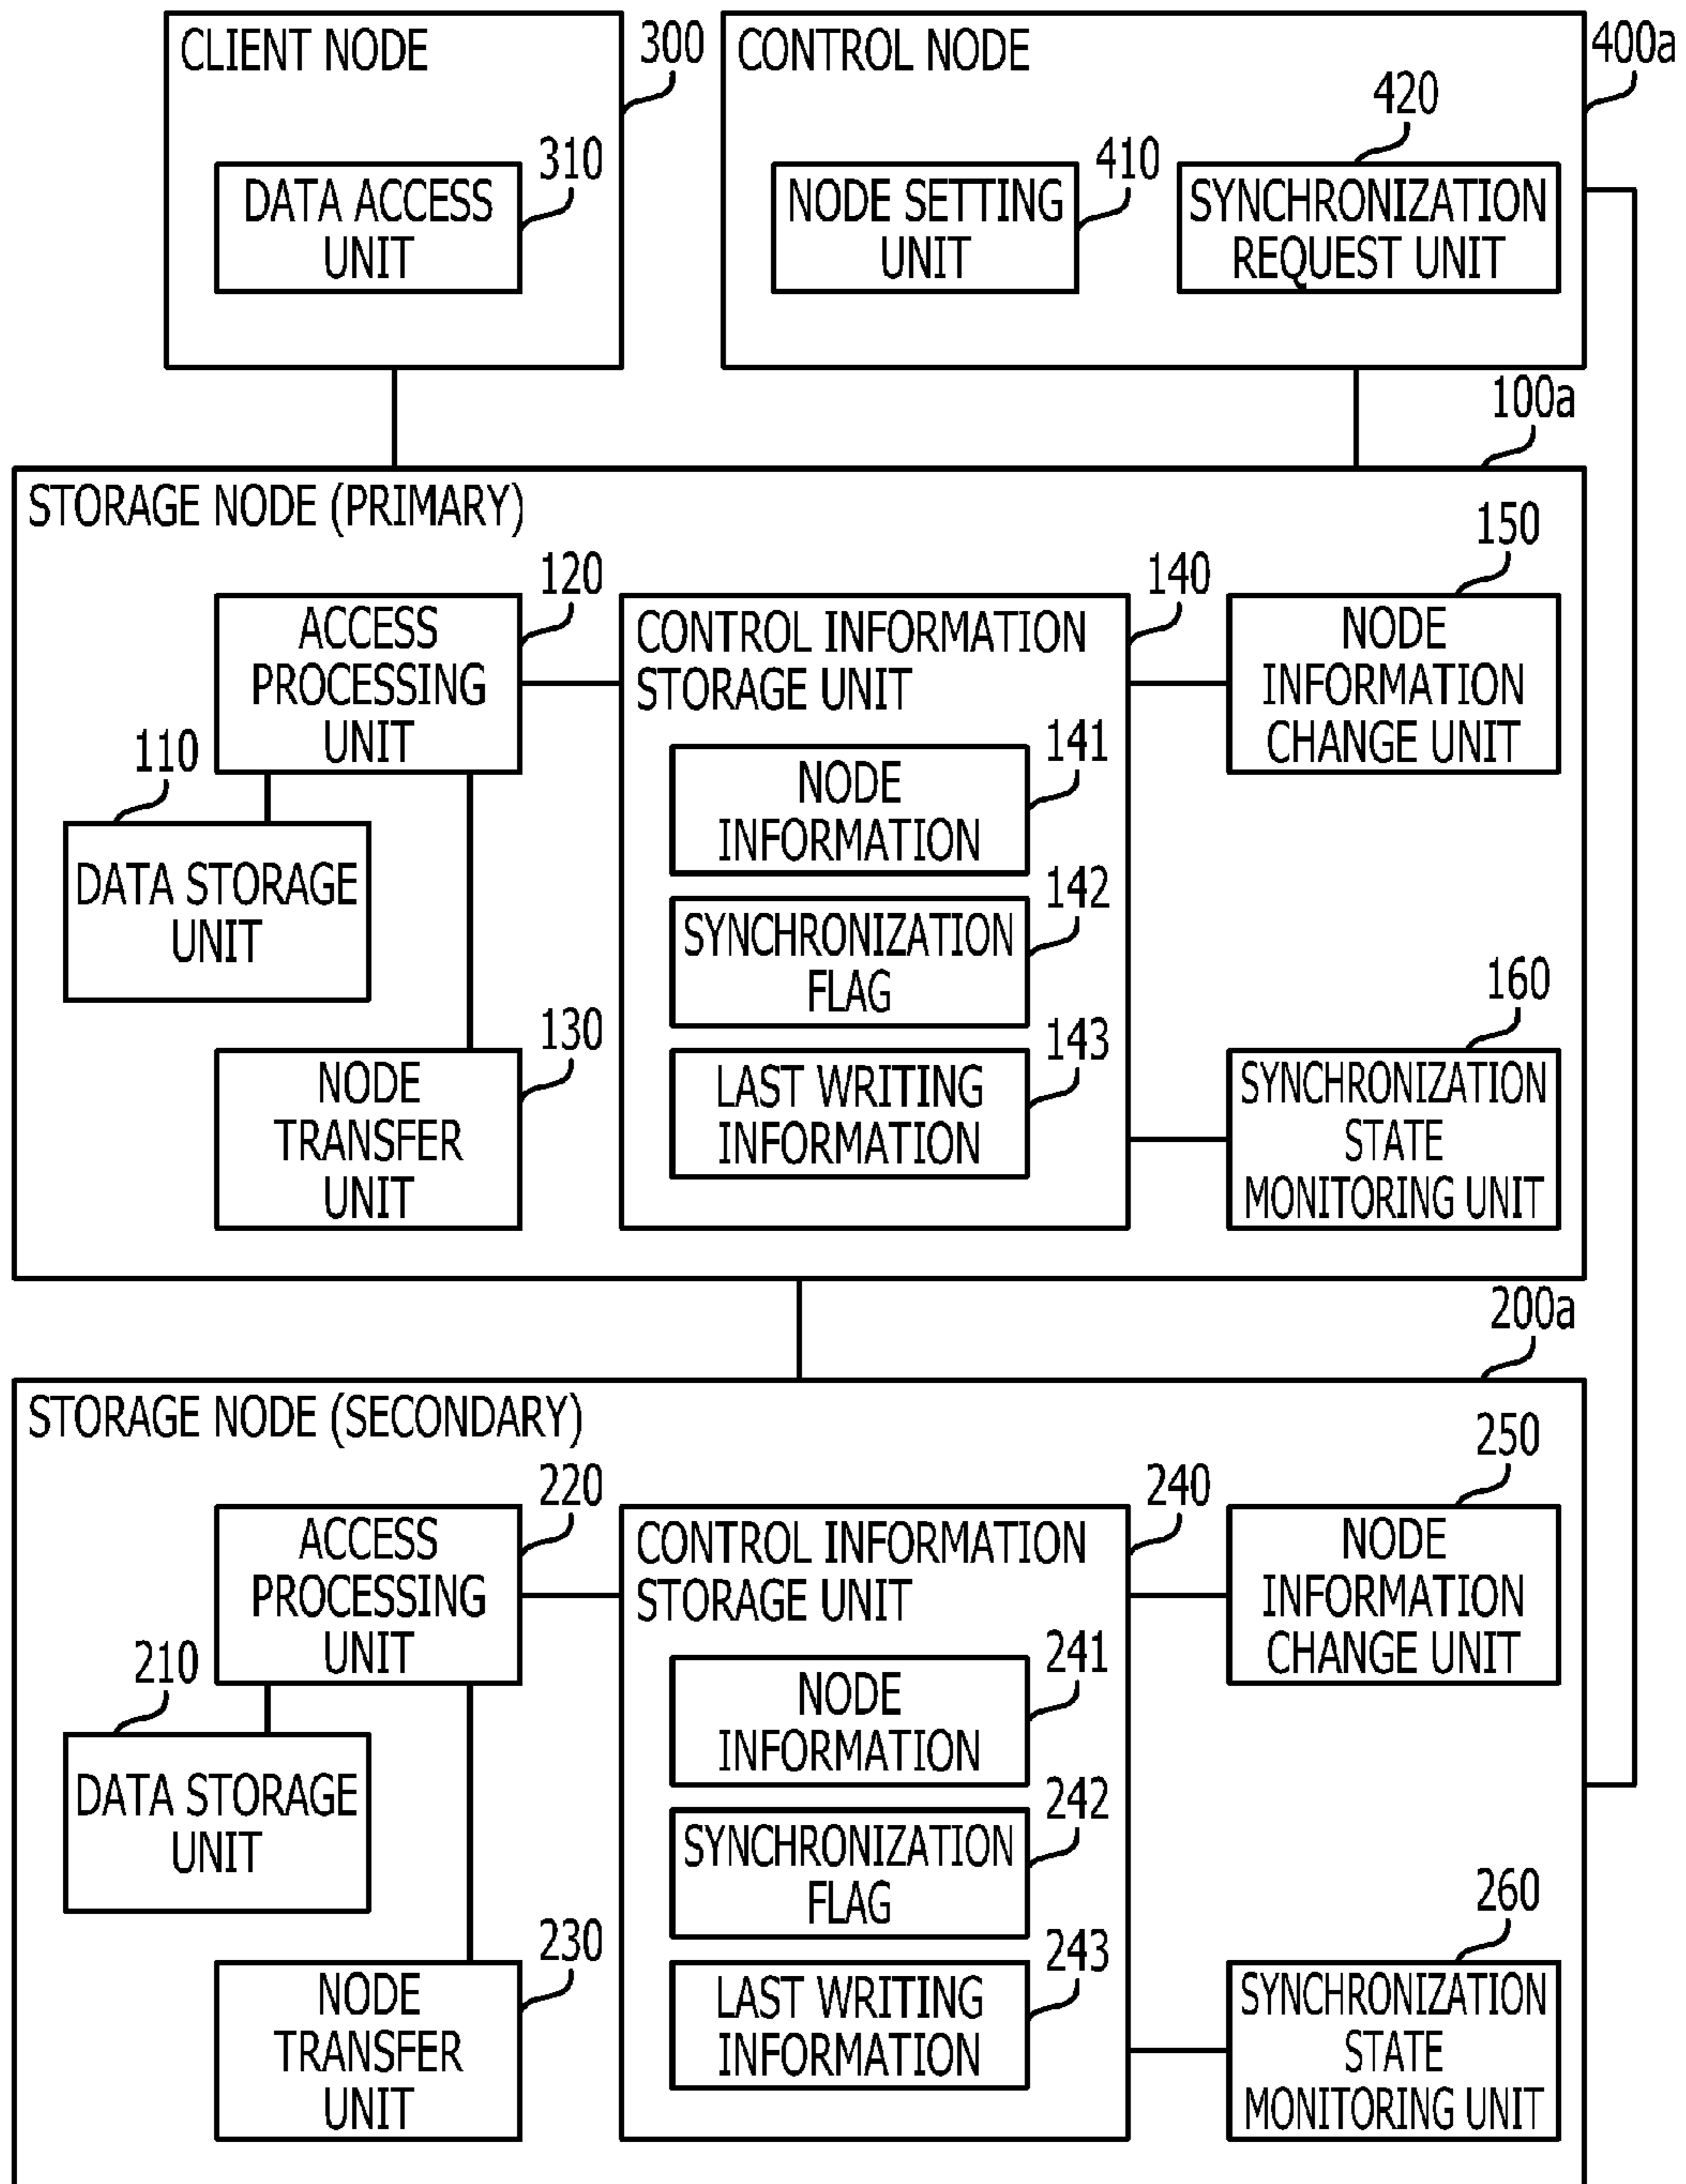 CLIENT NODE
300
310
DATA ACCESS
UNIT
CONTROL NODE
400a
420
410
NODE SETTING
UNIT
SYNCHRONIZATION
REQUEST UNIT
100a
STORAGE NODE (PRIMARY)
120
140
150
ACCESS
PROCESSING
UNIT
CONTROL INFORMATION
STORAGE UNIT
NODE
INFORMATION
CHANGE UNIT
110
DATA STORAGE
UNIT
141
NODE
INFORMATION
142
SYNCHRONIZATION
FLAG
130
NODE
TRANSFER
UNIT
143
LAST WRITING
INFORMATION
160
SYNCHRONIZATION
STATE
MONITORING UNIT
200a
STORAGE NODE (SECONDARY)
220
240
250
ACCESS
PROCESSING
UNIT
CONTROL INFORMATION
STORAGE UNIT
NODE
INFORMATION
CHANGE UNIT
210
DATA STORAGE
UNIT
241
NODE
INFORMATION
242
SYNCHRONIZATION
FLAG
230
NODE
TRANSFER
UNIT
243
LAST WRITING
INFORMATION
260
SYNCHRONIZATION
STATE
MONITORING UNIT